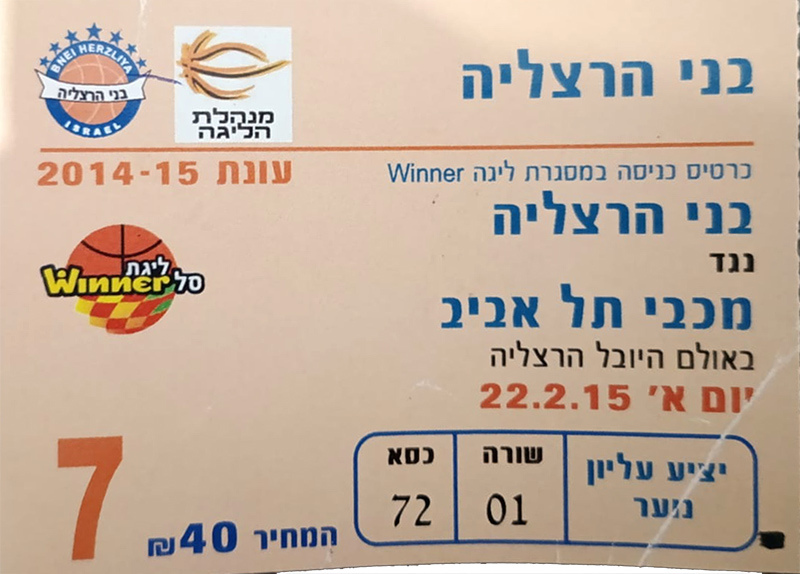 BNEI HERZLIYA
בני הרצליה
ISRAEL
מנהלת
הליגה
בני הרצליה
עונת 2014-15
כרטיס כניסה במסגרת ליגה Winner
בני הרצליה
נגד
מכבי תל אביב
באולם היובל הרצליה
יום א' 22.2.15
ליגת
Winner סל
יציע עליון
נוער
שורה
01
כסא
72
7
המחיר 40 ₪